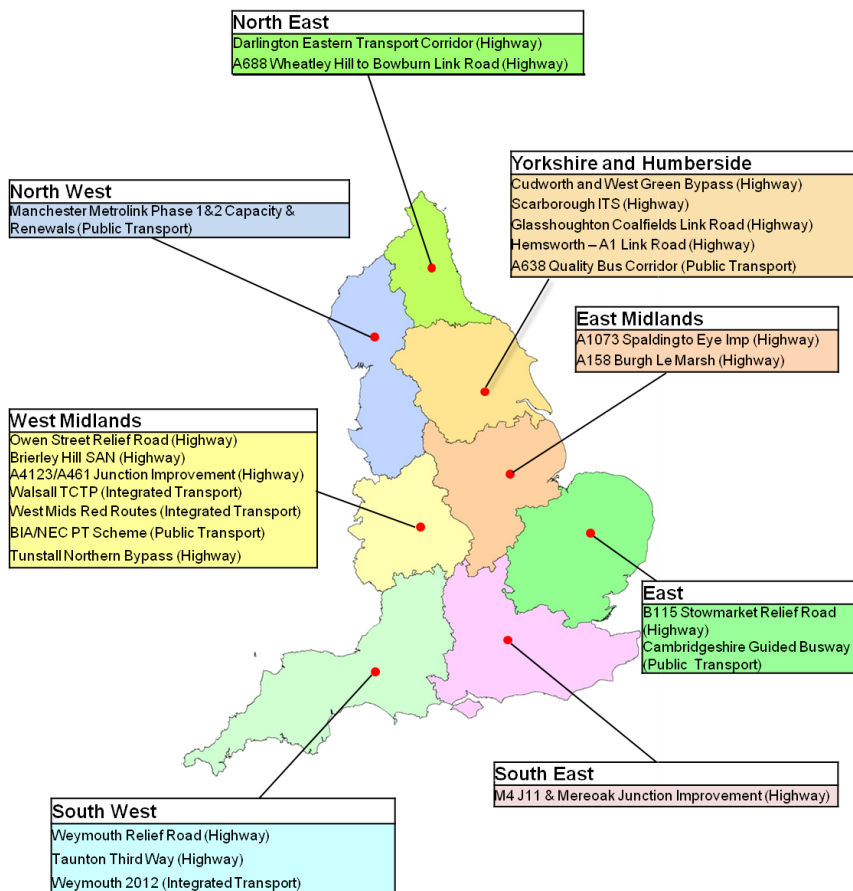 North East
Darlington Eastern Transport Corridor (Highway)
A688 Wheatley Hill to Bowburn Link Road (Highway)
Yorkshire and Humberside
Cudworth and West Green Bypass (Highway)
Scarborough ITS (Highway)
Glasshoughton Coalfields Link Road (Highway)
Hemsworth – A1 Link Road (Highway)
A638 Quality Bus Corridor (Public Transport)
North West
Manchester Metrolink Phase 1&2 Capacity &
Renewals (Public Transport)
East Midlands
A1073 Spalding to Eye Imp (Highway)
A158 Burgh Le Marsh (Highway)
West Midlands
Owen Street Relief Road (Highway)
Brierley Hill SAN (Highway)
A4123/A461 Junction Improvement (Highway)
Walsall TCTP (Integrated Transport)
West Mids Red Routes (Integrated Transport)
BIA/NEC PT Scheme (Public Transport)
Tunstall Northern Bypass (Highway)
East
B115 Stowmarket Relief Road
(Highway)
Cambridgeshire Guided Busway
(Public Transport)
South East
M4 J11 & Mereoak Junction Improvement (Highway)
South West
Weymouth Relief Road (Highway)
Taunton Third Way (Highway)
Weymouth 2012 (Integrated Transport)